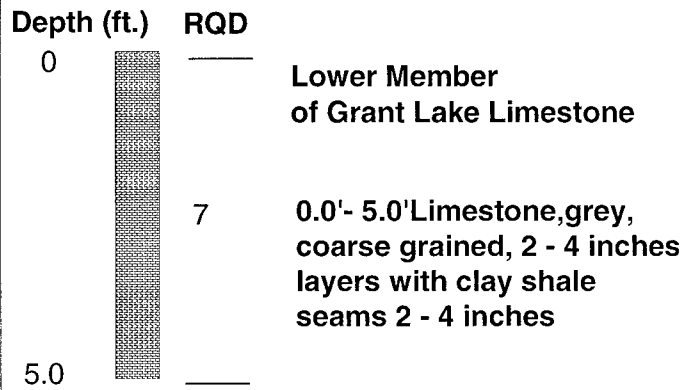 Depth (ft.) RQD
0
Lower Member
of Grant Lake Limestone
7
0.0'- 5.0'Limestone,grey,
coarse grained, 2 - 4 inches
layers with clay shale
seams 2 - 4 inches
5.0